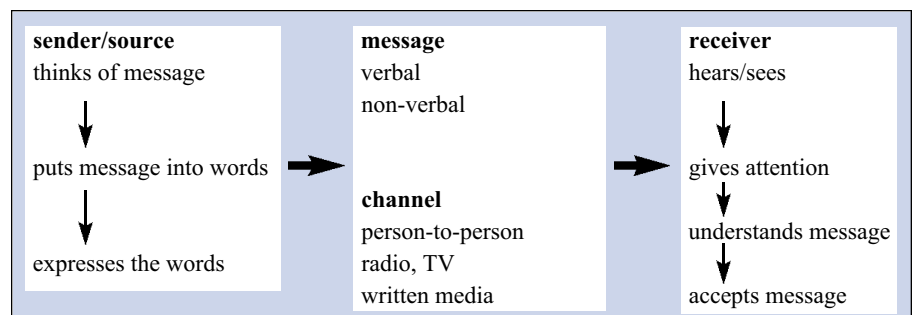 sender/source
thinks of message
puts message into words
expresses the words
message
verbal
non-verbal
channel
person-to-person
radio, TV
written media
receiver
hears/sees
gives attention
understands message
accepts message